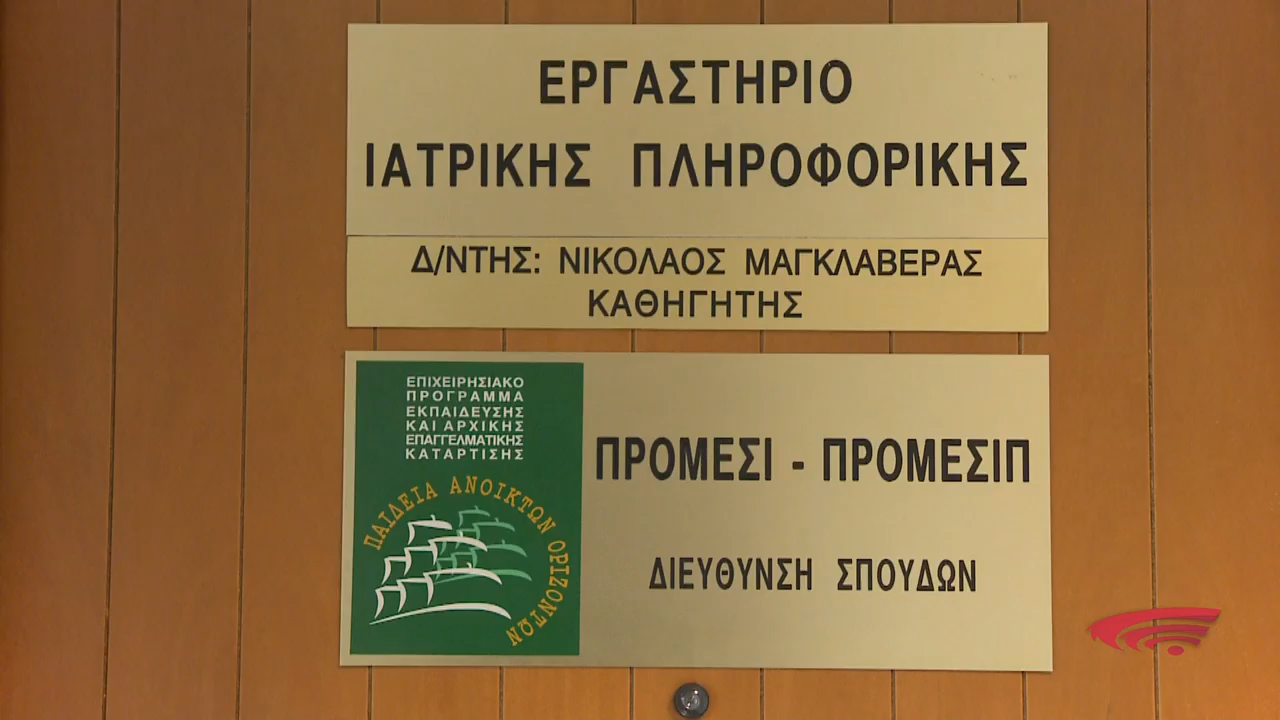 ΕΡΓΑΣΤΗΡΙΟ
ΙΑΤΡΙΚΗΣ ΠΛΗΡΟΦΟΡΙΚΗΣ
Δ/ΝΤΗΣ: ΝΙΚΟΛΑΟΣ ΜΑΓΚΛΑΒΕΡΑΣ
ΚΑΘΗΓΗΤΗΣ
ΕΠΙΧΕΙΡΗΣΙΑΚΟ
ΠΡΟΓΡΑΜΜΑ
ΕΚΠΑΙΔΕΥΣΗΣ
ΚΑΙ ΑΡΧΙΚΗΣ
ΕΠΑΓΓΕΛΜΑΤΙΚΗΣ
ΚΑΤΑΡΤΙΣΗΣ
ΠΑΙΔΕΙΑ ΑΝΟΙΚΤΩΝ ΟΡΙΖΟΝΤΩΝ
ΠΡΟΜΕΣΙ - ΠΡΟΜΕΣΙΠ
ΔΙΕΥΘΥΝΣΗ ΣΠΟΥΔΩΝ